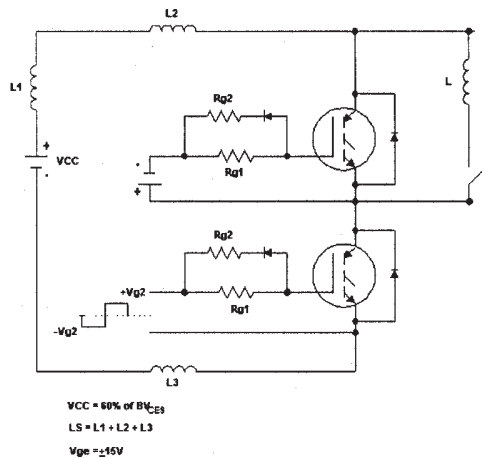 L2
L1
L
Rg2
+
VCC
-
-
+
Rg1
Rg2
+Vg2
Rg1
-Vg2
L3
VCC = 60% of BVCES
LS = L1 + L2 + L3
Vge = ±15V